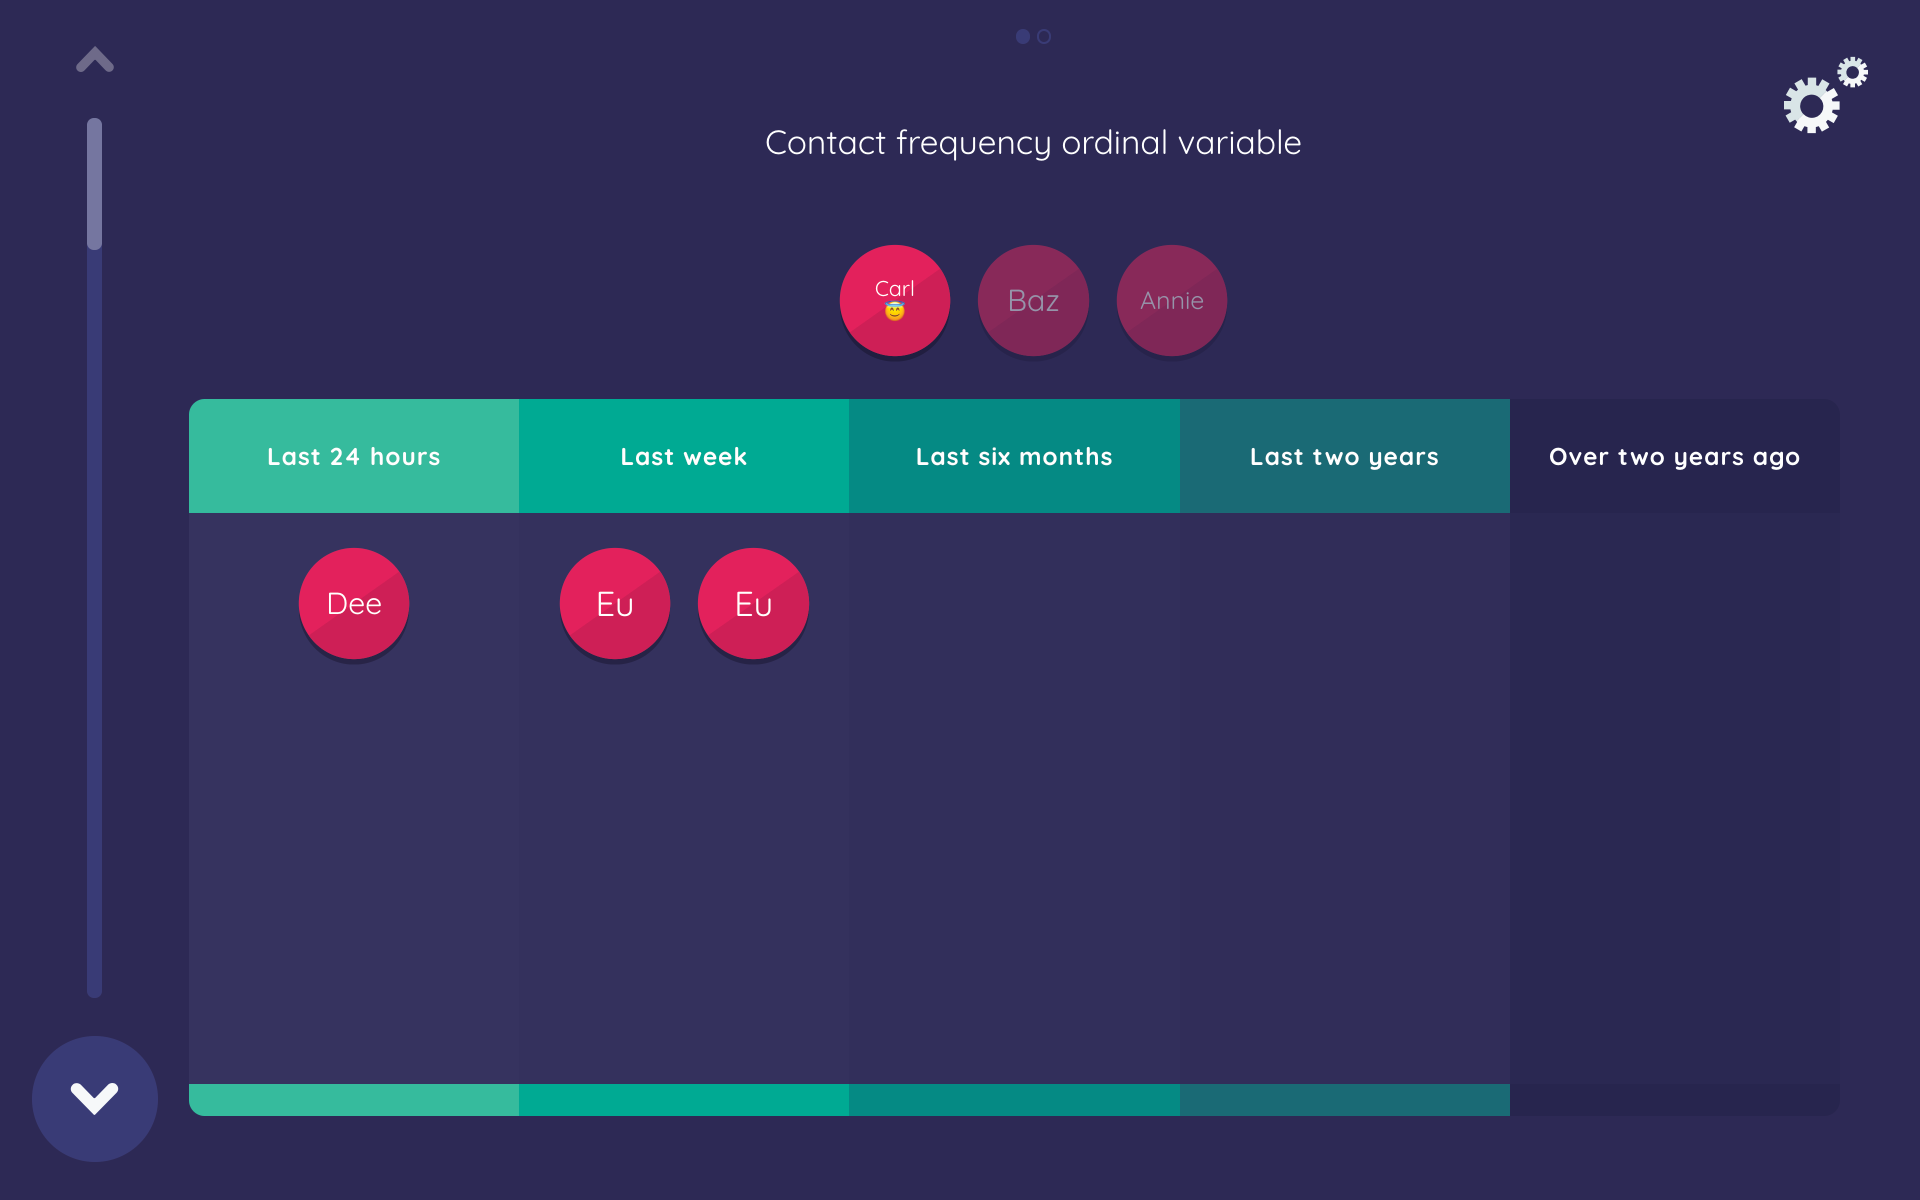 Contact frequency ordinal variable
Carl
😇
Baz
Annie
Last 24 hours
Last week
Last six months
Last two years
Over two years ago
Dee
Eu
Eu